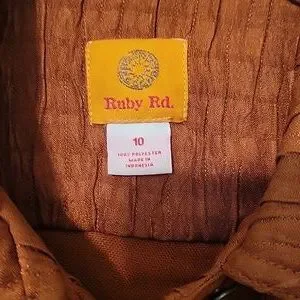 Ruby Rd.
10
100% POLYESTER
MADE IN
INDONESIA